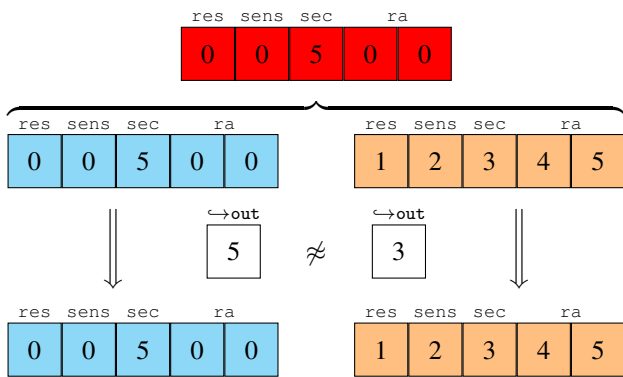 res sens sec ra
0 0 5 0 0
res sens sec ra res sens sec ra
0 0 5 0 0 1 2 3 4 5
↪out ↪out
5 ≉ 3
res sens sec ra res sens sec ra
0 0 5 0 0 1 2 3 4 5